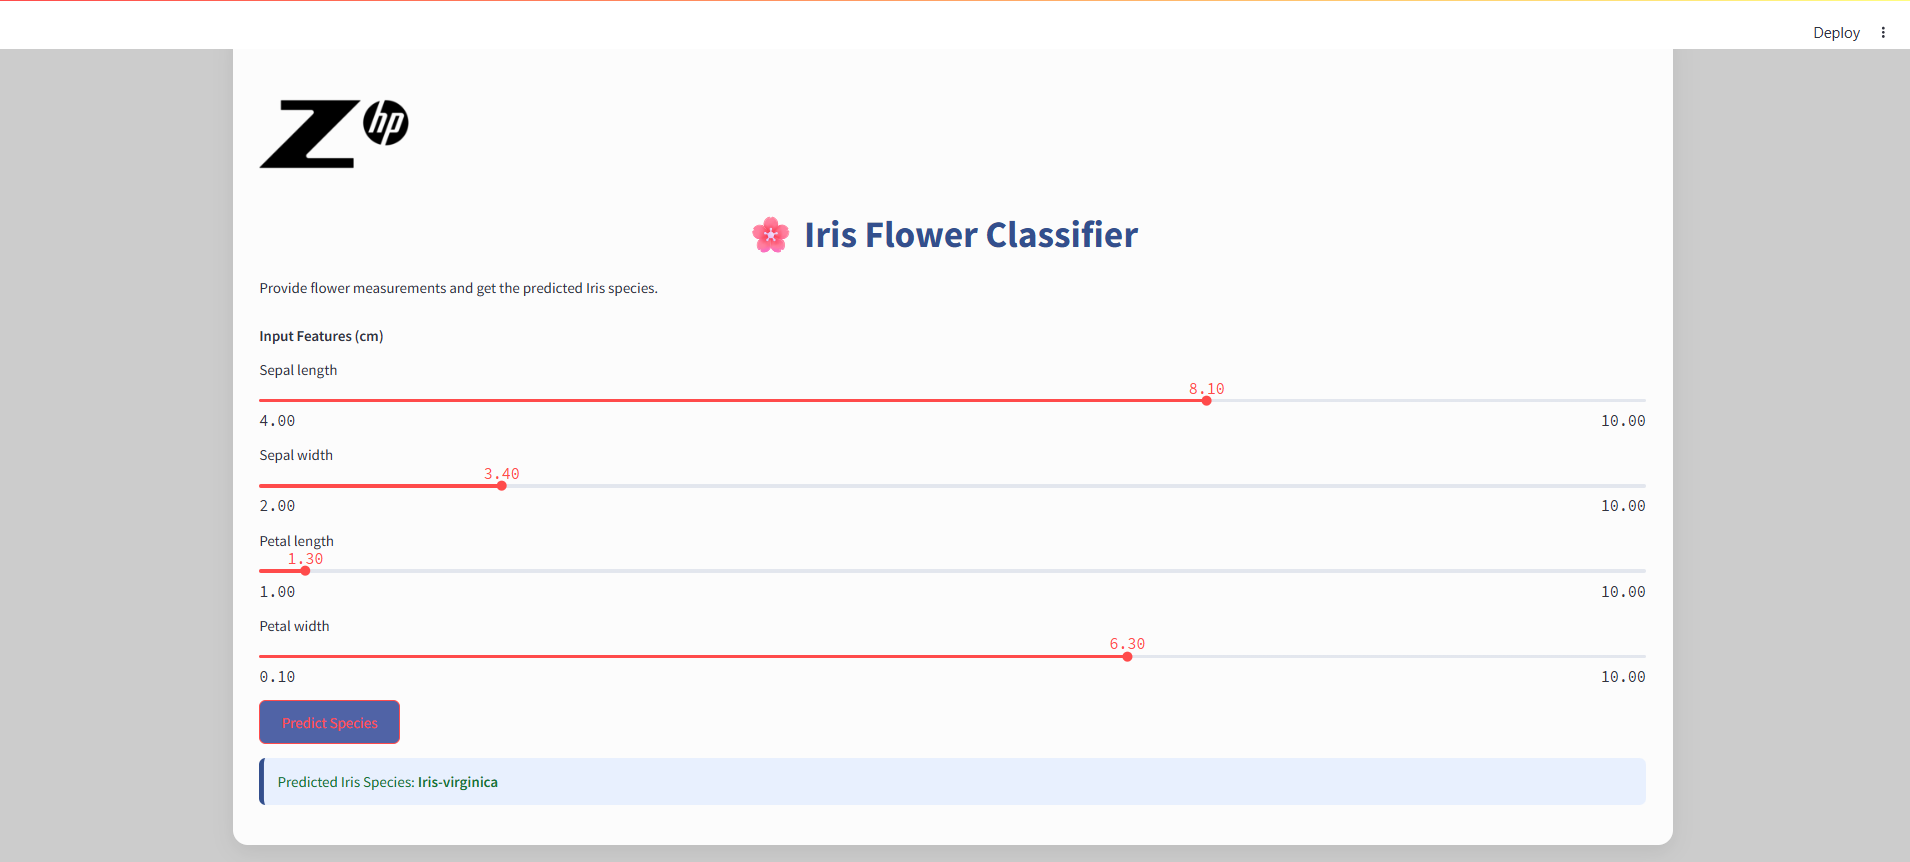 Deploy
Z hp
Iris Flower Classifier
Provide flower measurements and get the predicted Iris species.
Input Features (cm)
Sepal length
8.10
4.00 10.00
Sepal width
3.40
2.00 10.00
Petal length
1.30
1.00 10.00
Petal width
6.30
0.10 10.00
Predict Species
Predicted Iris Species: Iris-virginica